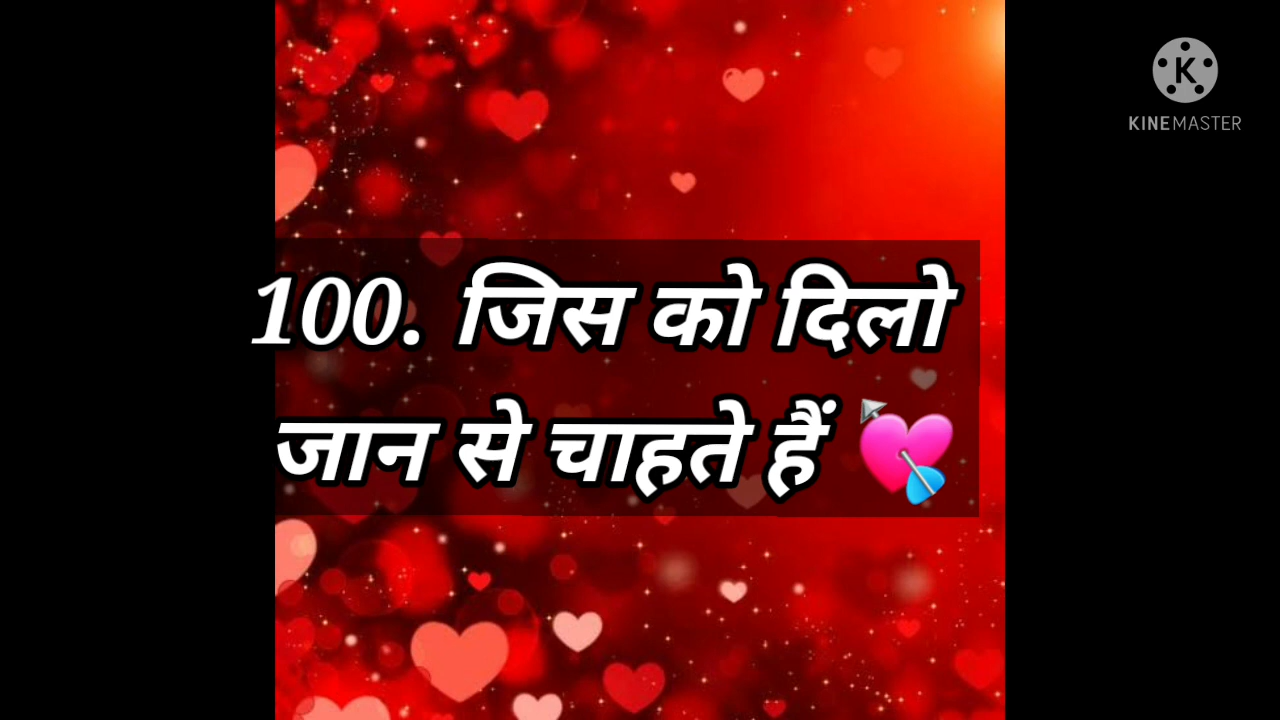 KINEMASTER
100. जिस को दिलो
जान से चाहते हैं 💘